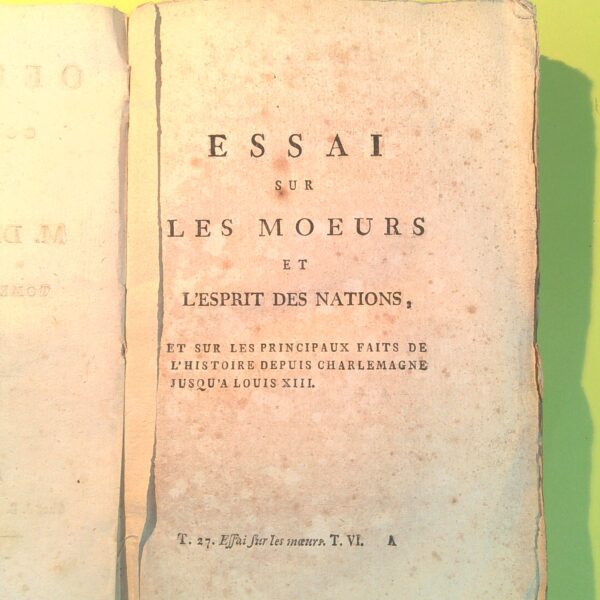 ESSAI
SUR
LES MOEURS
ET
L'ESPRIT DES NATIONS,
ET SUR LES PRINCIPAUX FAITS DE
L'HISTOIRE DEPUIS CHARLEMAGNE
JUSQU'A LOUIS XIII.
T. 27. Essai sur les mœurs. T. VI. A